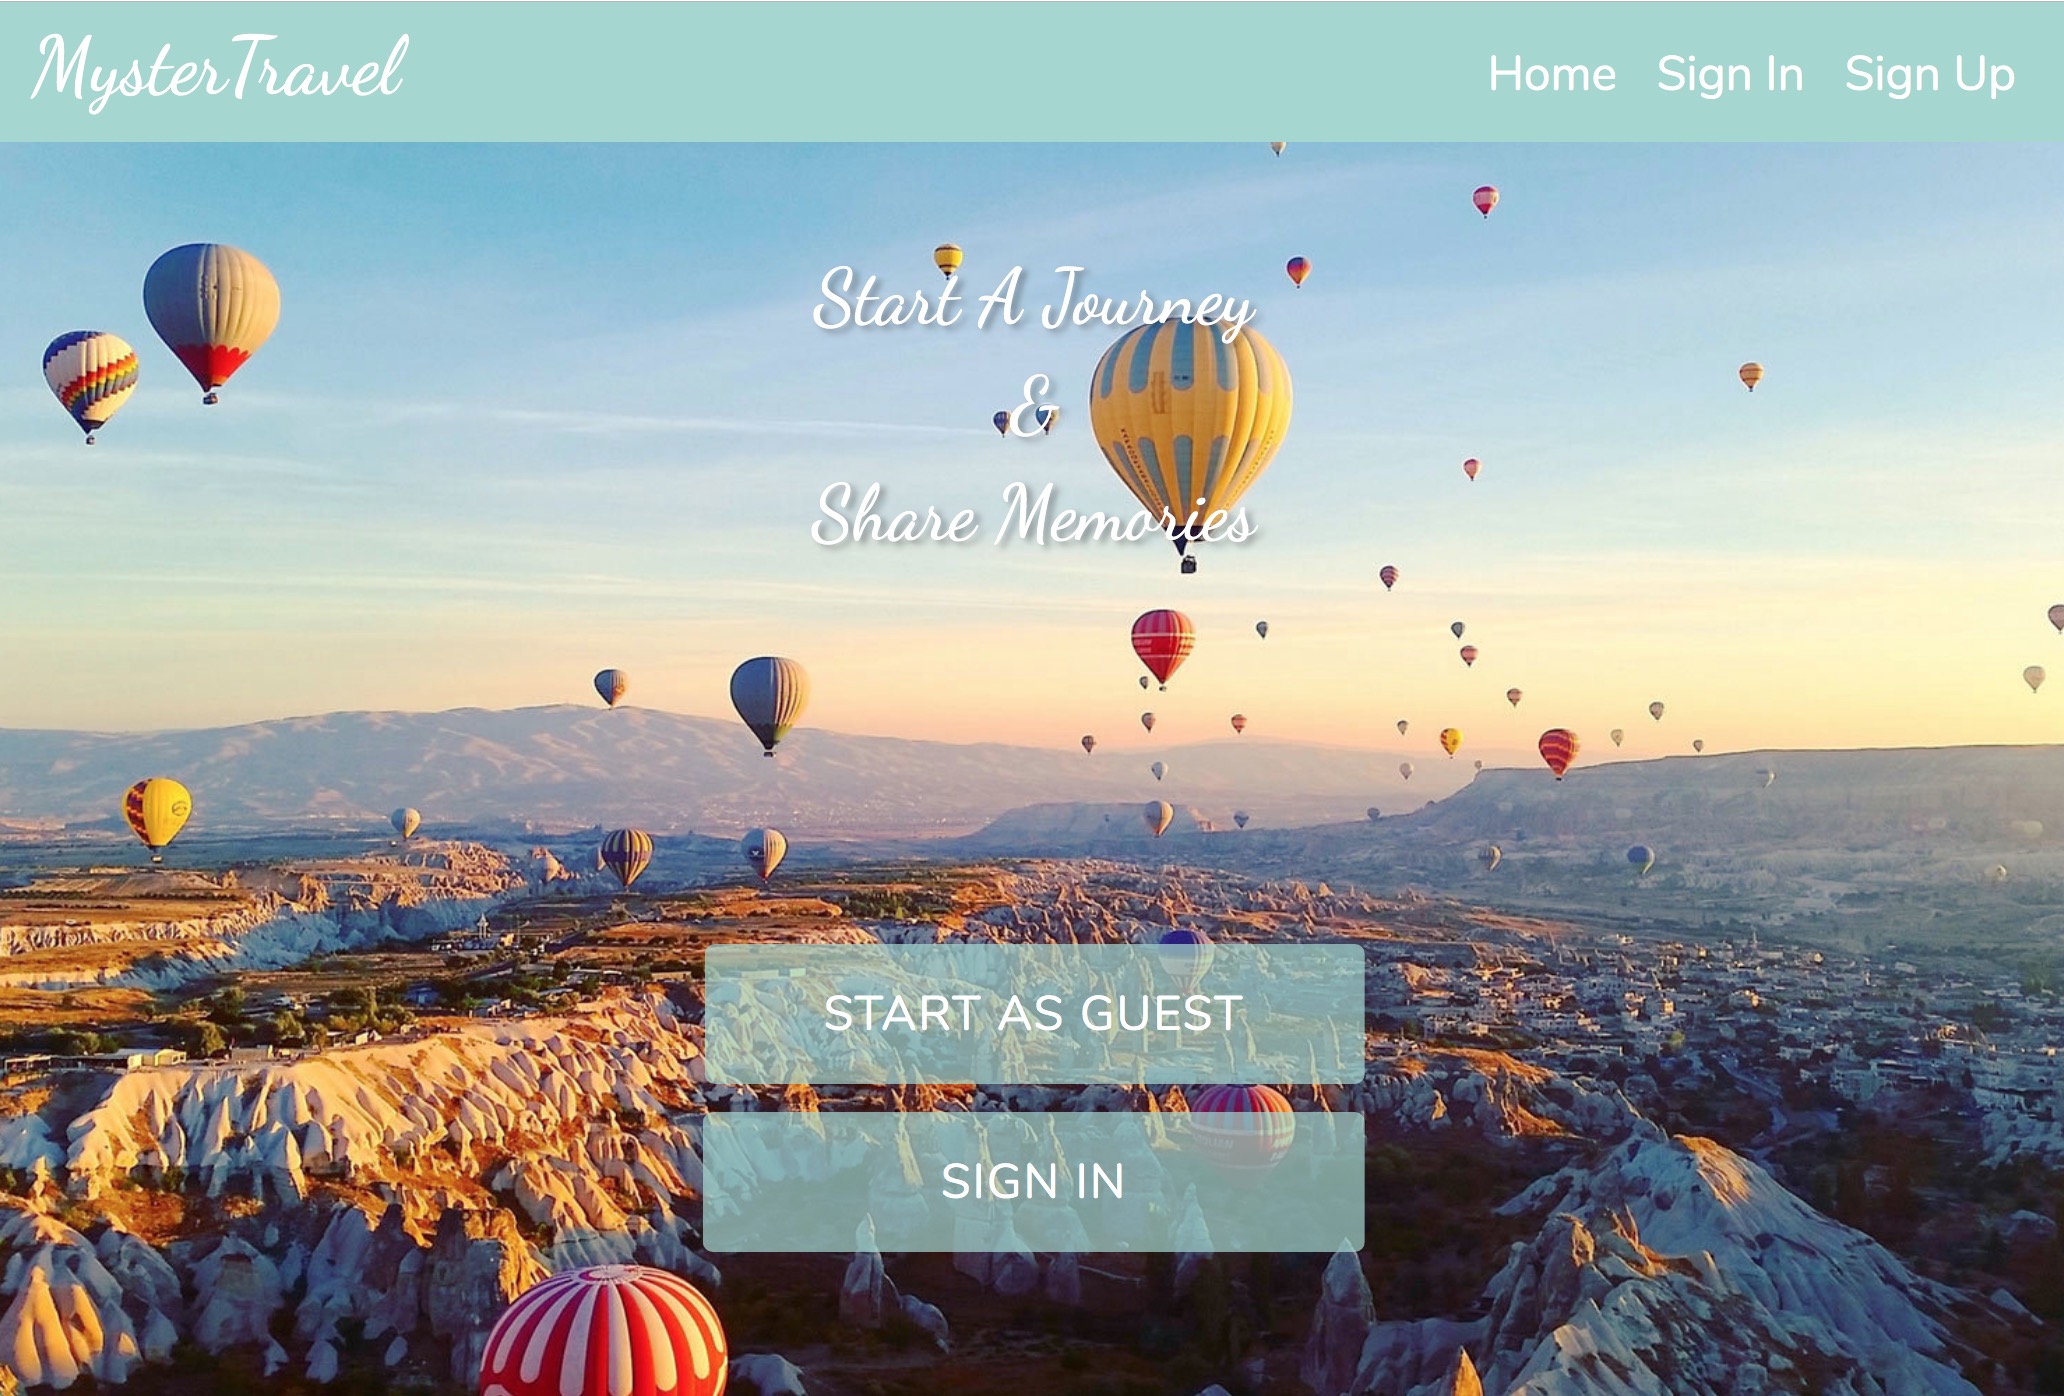 MysterTravel
Home Sign In Sign Up
Start A Journey
&
Share Memories
START AS GUEST
SIGN IN